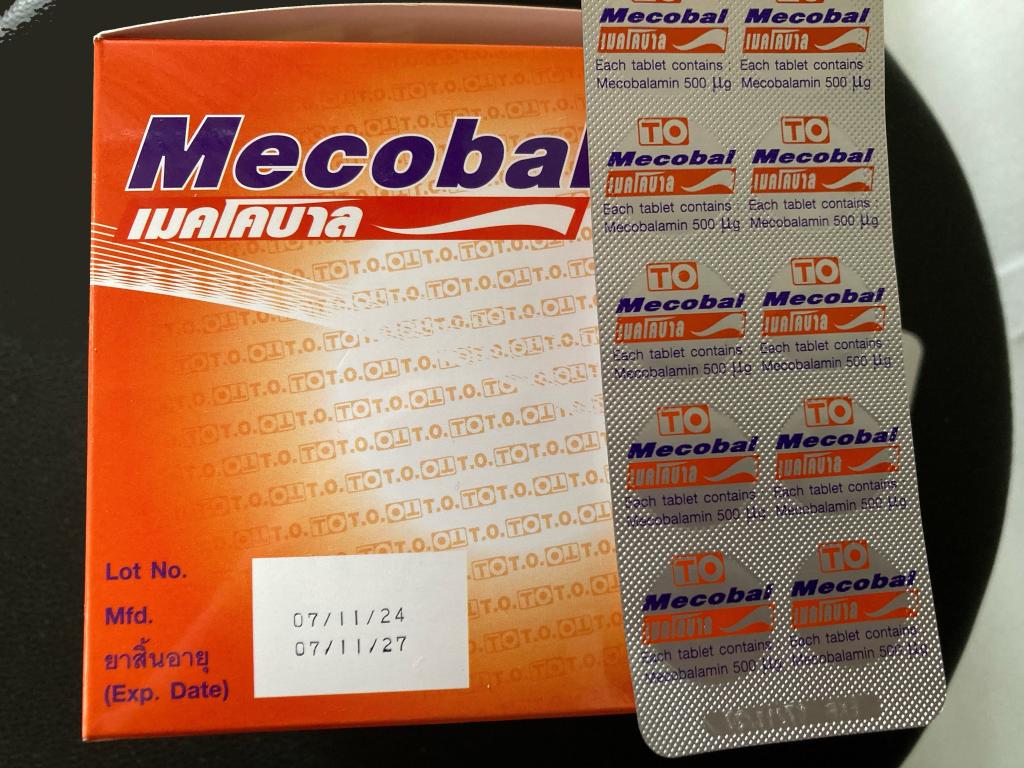 Mecobal
เมคโคบาล
T.O. TO T.O. TO T.O. TO
Lot No.
Mfd.
07/11/24
ยาสิ้นอายุ
(Exp. Date)
07/11/27
Mecobal Mecobal
เมคโคบาล เมคโคบาล
Each tablet contains : Each tablet contains :
Mecobalamin 500 µg Mecobalamin 500 µg
TO TO
Mecobal Mecobal
เมคโคบาล เมคโคบาล
Each tablet contains Each tablet contains
Mecobalamin 500 µg Mecobalamin 500 µg
TO TO
Mecobal Mecobal
เมคโคบาล เมคโคบาล
Each tablet contains Each tablet contains
Mecobalamin 500 µg Mecobalamin 500 µg
TO TO
Mecobal Mecobal
เมคโคบาล เมคโคบาล
Each tablet contains Each tablet contains
Mecobalamin 500 µg Mecobalamin 500 µg
TO TO
Mecobal Mecobal
เมคโคบาล เมคโคบาล
Each tablet contains Each tablet contains
Mecobalamin 500 µg Mecobalamin 500 µg